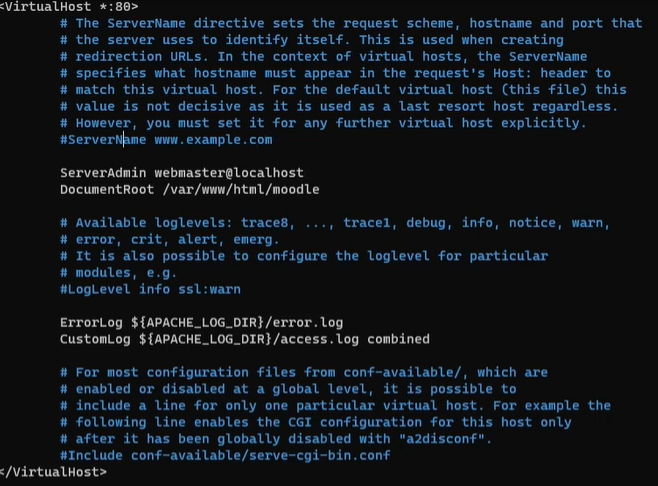 <VirtualHost *:80>
# The ServerName directive sets the request scheme, hostname and port that
# the server uses to identify itself. This is used when creating
# redirection URLs. In the context of virtual hosts, the ServerName
# specifies what hostname must appear in the request's Host: header to
# match this virtual host. For the default virtual host (this file) this
# value is not decisive as it is used as a last resort host regardless.
# However, you must set it for any further virtual host explicitly.
#ServerName www.example.com
ServerAdmin webmaster@localhost
DocumentRoot /var/www/html/moodle
# Available loglevels: trace8, ..., trace1, debug, info, notice, warn,
# error, crit, alert, emerg.
# It is also possible to configure the loglevel for particular
# modules, e.g.
#LogLevel info ssl:warn
ErrorLog ${APACHE_LOG_DIR}/error.log
CustomLog ${APACHE_LOG_DIR}/access.log combined
# For most configuration files from conf-available/, which are
# enabled or disabled at a global level, it is possible to
# include a line for only one particular virtual host. For example the
# following line enables the CGI configuration for this host only
# after it has been globally disabled with "a2disconf".
#Include conf-available/serve-cgi-bin.conf
</VirtualHost>